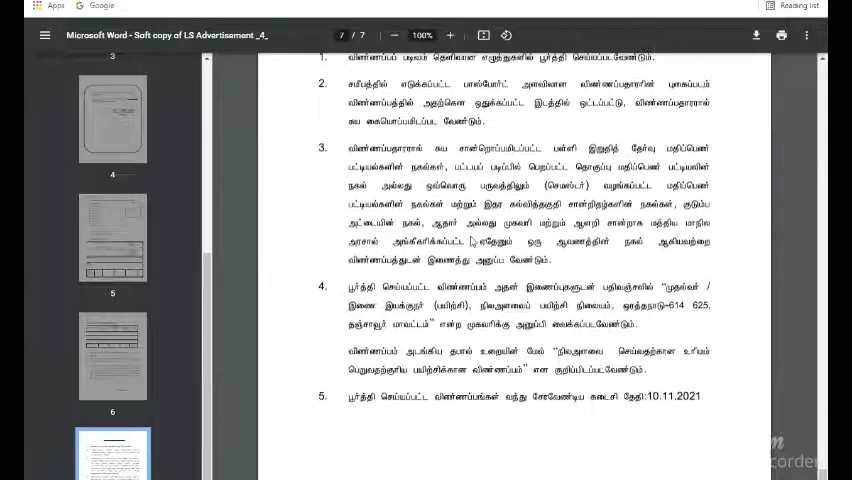 Apps
Google
Reading list
Microsoft Word - Soft copy of LS Advertisement _4_
7 / 7
100%
3
4
5
6
1. விண்ணப்பப் படிவம் தெளிவான எழுத்துகளில் பூர்த்தி செய்யப்படவேண்டும்.
2. சமீபத்தில் எடுக்கப்பட்ட பாஸ்போர்ட் அளவிலான விண்ணப்பதாரரின் புகைப்படம்
விண்ணப்பத்தில் அதற்கென ஒதுக்கப்பட்ட இடத்தில் ஒட்டப்பட்டு, விண்ணப்பதாரரால்
சுய கையொப்பமிடப்பட வேண்டும்.
3. விண்ணப்பதாரரால் சுய சான்றொப்பமிடப்பட்ட பள்ளி இறுதித் தேர்வு மதிப்பெண்
பட்டியல்களின் நகல்கள், பட்டயப் படிப்பில் பெறப்பட்ட தொகுப்பு மதிப்பெண் பட்டியலின்
நகல் அல்லது ஒவ்வொரு பருவத்திலும் (செமஸ்டர்) வழங்கப்பட்ட மதிப்பெண்
பட்டியல்களின் நகல்கள் மற்றும் இதர கல்வித்தகுதி சான்றிதழ்களின் நகல்கள், குடும்ப
அட்டையின் நகல், ஆதார் அல்லது முகவரி மற்றும் ஆளறி சான்றாக மத்திய மாநில
அரசால் அங்கீகரிக்கப்பட்ட ஏதேனும் ஒரு ஆவணத்தின் நகல் ஆகியவற்றை
விண்ணப்பத்துடன் இணைத்து அனுப்ப வேண்டும்.
4. பூர்த்தி செய்யப்பட்ட விண்ணப்பம் அதன் இணைப்புகளுடன் பதிவஞ்சலில் "முதல்வர் /
இணை இயக்குநர் (பயிற்சி), நிலஅளவைப் பயிற்சி நிலையம், ஒரத்தநாடு-614 625,
தஞ்சாவூர் மாவட்டம்" என்ற முகவரிக்கு அனுப்பி வைக்கப்படவேண்டும்.
விண்ணப்பம் அடங்கிய தபால் உறையின் மேல் "நிலஅளவை செய்வதற்கான உரிமம்
பெறுவதற்குரிய பயிற்சிக்கான விண்ணப்பம்" என குறிப்பிடப்படவேண்டும்.
5. பூர்த்தி செய்யப்பட்ட விண்ணப்பங்கள் வந்து சேரவேண்டிய கடைசி தேதி:10.11.2021